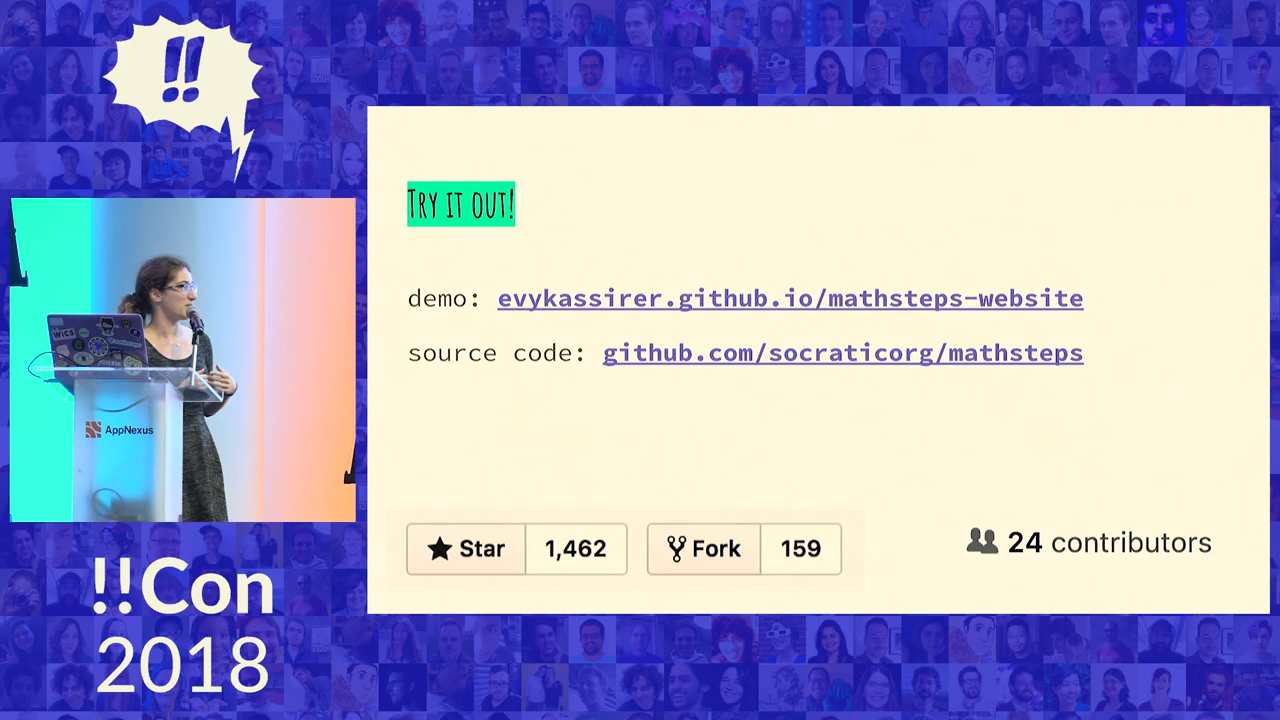 !!
Try it out!
demo: evykassirer.github.io/mathsteps-website
source code: github.com/socraticorg/mathsteps
WiCS
AppNexus
Star 1,462
Fork 159
24 contributors
!!Con
2018